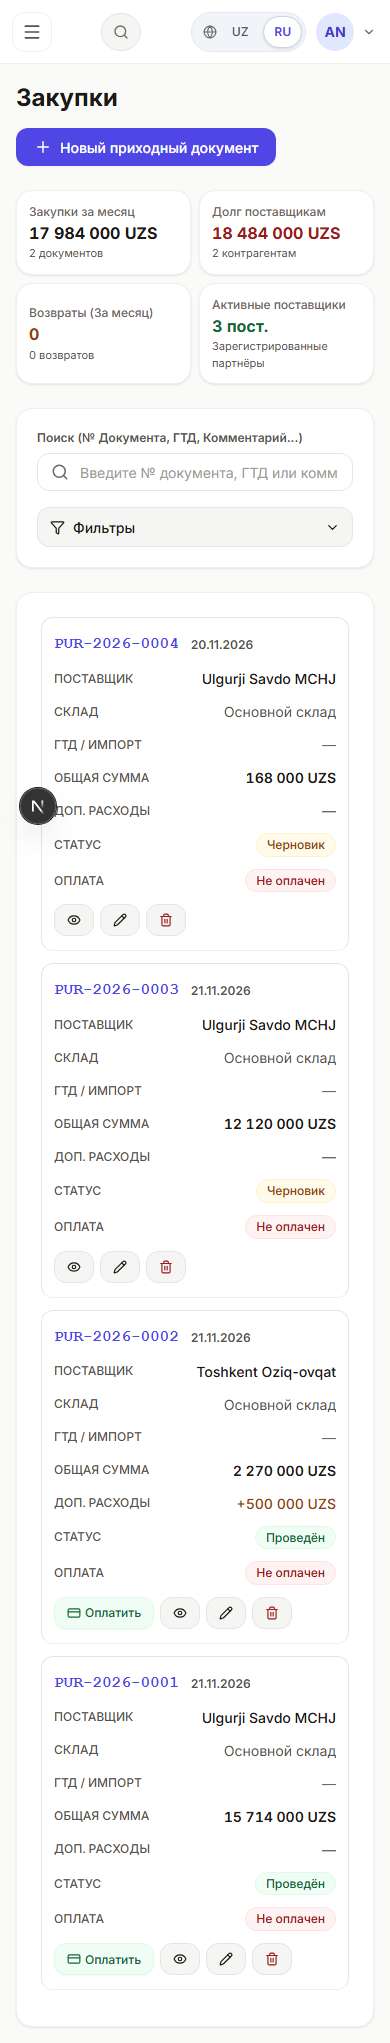 UZ RU AN
Закупки
Новый приходный документ
Закупки за месяц
17 984 000 UZS
2 документов
Долг поставщикам
18 484 000 UZS
2 контрагентам
Возвраты (За месяц)
0
0 возвратов
Активные поставщики
3 пост.
Зарегистрированные
партнёры
Поиск (№ Документа, ГТД, Комментарий...)
Введите № документа, ГТД или комм
Фильтры
PUR-2026-0004 20.11.2026
ПОСТАВЩИК Ulgurji Savdo MCHJ
СКЛАД Основной склад
ГТД / ИМПОРТ —
ОБЩАЯ СУММА 168 000 UZS
N
ДОП. РАСХОДЫ —
СТАТУС Черновик
ОПЛАТА Не оплачен
PUR-2026-0003 21.11.2026
ПОСТАВЩИК Ulgurji Savdo MCHJ
СКЛАД Основной склад
ГТД / ИМПОРТ —
ОБЩАЯ СУММА 12 120 000 UZS
ДОП. РАСХОДЫ —
СТАТУС Черновик
ОПЛАТА Не оплачен
PUR-2026-0002 21.11.2026
ПОСТАВЩИК Toshkent Oziq-ovqat
СКЛАД Основной склад
ГТД / ИМПОРТ —
ОБЩАЯ СУММА 2 270 000 UZS
ДОП. РАСХОДЫ +500 000 UZS
СТАТУС Проведён
ОПЛАТА Не оплачен
Оплатить
PUR-2026-0001 21.11.2026
ПОСТАВЩИК Ulgurji Savdo MCHJ
СКЛАД Основной склад
ГТД / ИМПОРТ —
ОБЩАЯ СУММА 15 714 000 UZS
ДОП. РАСХОДЫ —
СТАТУС Проведён
ОПЛАТА Не оплачен
Оплатить